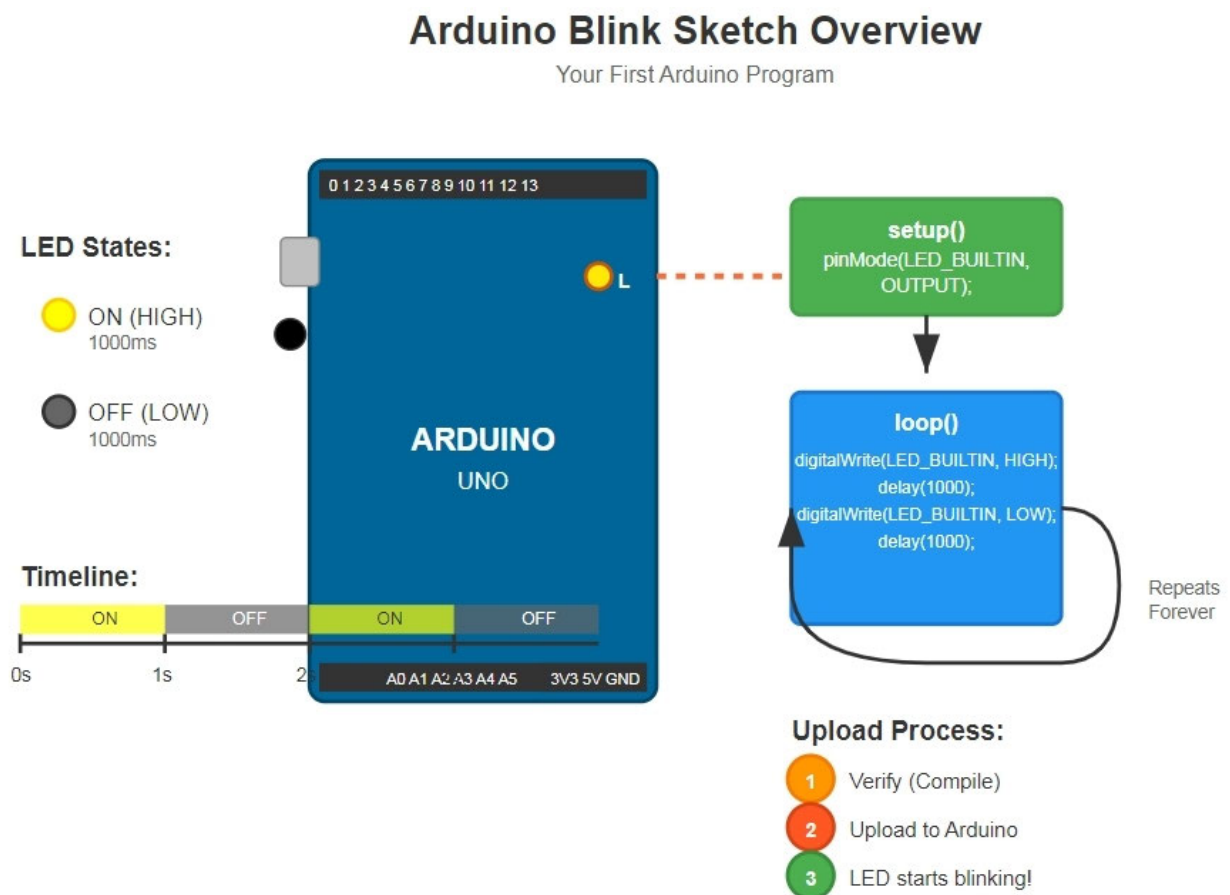 Arduino Blink Sketch Overview
Your First Arduino Program
0 1 2 3 4 5 6 7 8 9 10 11 12 13
LED States:
ON (HIGH)
1000ms
OFF (LOW)
1000ms
L
ARDUINO
UNO
setup()
pinMode(LED_BUILTIN,
OUTPUT);
loop()
digitalWrite(LED_BUILTIN, HIGH);
delay(1000);
digitalWrite(LED_BUILTIN, LOW);
delay(1000);
Repeats
Forever
Timeline:
ON OFF ON OFF
0s 1s 2s
A0 A1 A2 A3 A4 A5 3V3 5V GND
Upload Process:
1 Verify (Compile)
2 Upload to Arduino
3 LED starts blinking!